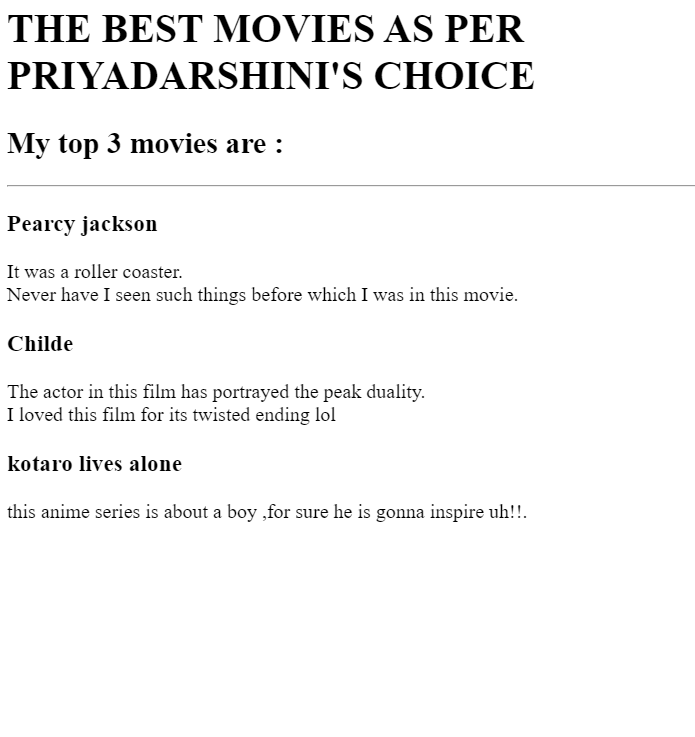 THE BEST MOVIES AS PER
PRIYADARSHINI'S CHOICE
My top 3 movies are :
Pearcy jackson
It was a roller coaster.
Never have I seen such things before which I was in this movie.
Childe
The actor in this film has portrayed the peak duality.
I loved this film for its twisted ending lol
kotaro lives alone
this anime series is about a boy ,for sure he is gonna inspire uh!!.